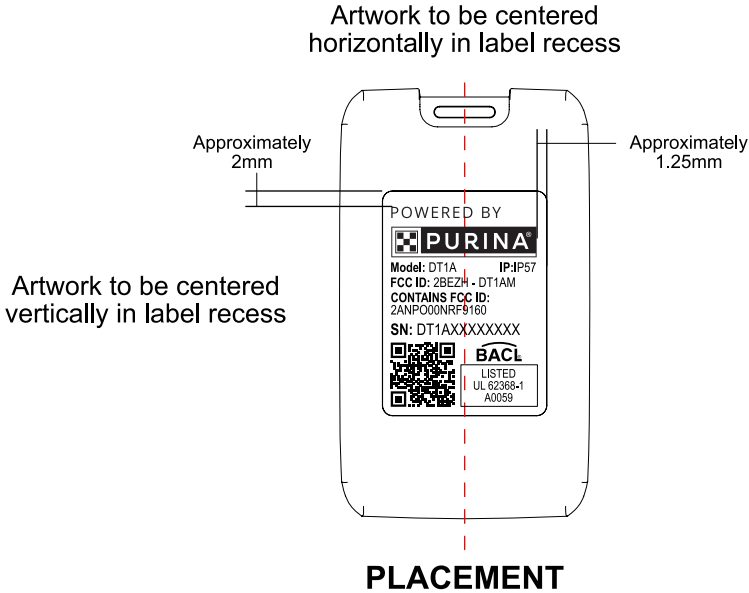 Artwork to be centered
horizontally in label recess
Approximately
2mm
Approximately
1.25mm
POWERED BY
PURINA®
Model: DT1A IP:IP57
FCC ID: 2BEZH - DT1AM
CONTAINS FCC ID:
2ANPO00NRF9160
SN: DT1AXXXXXXXX
BACL
LISTED
UL 62368-1
A0059
Artwork to be centered
vertically in label recess
PLACEMENT